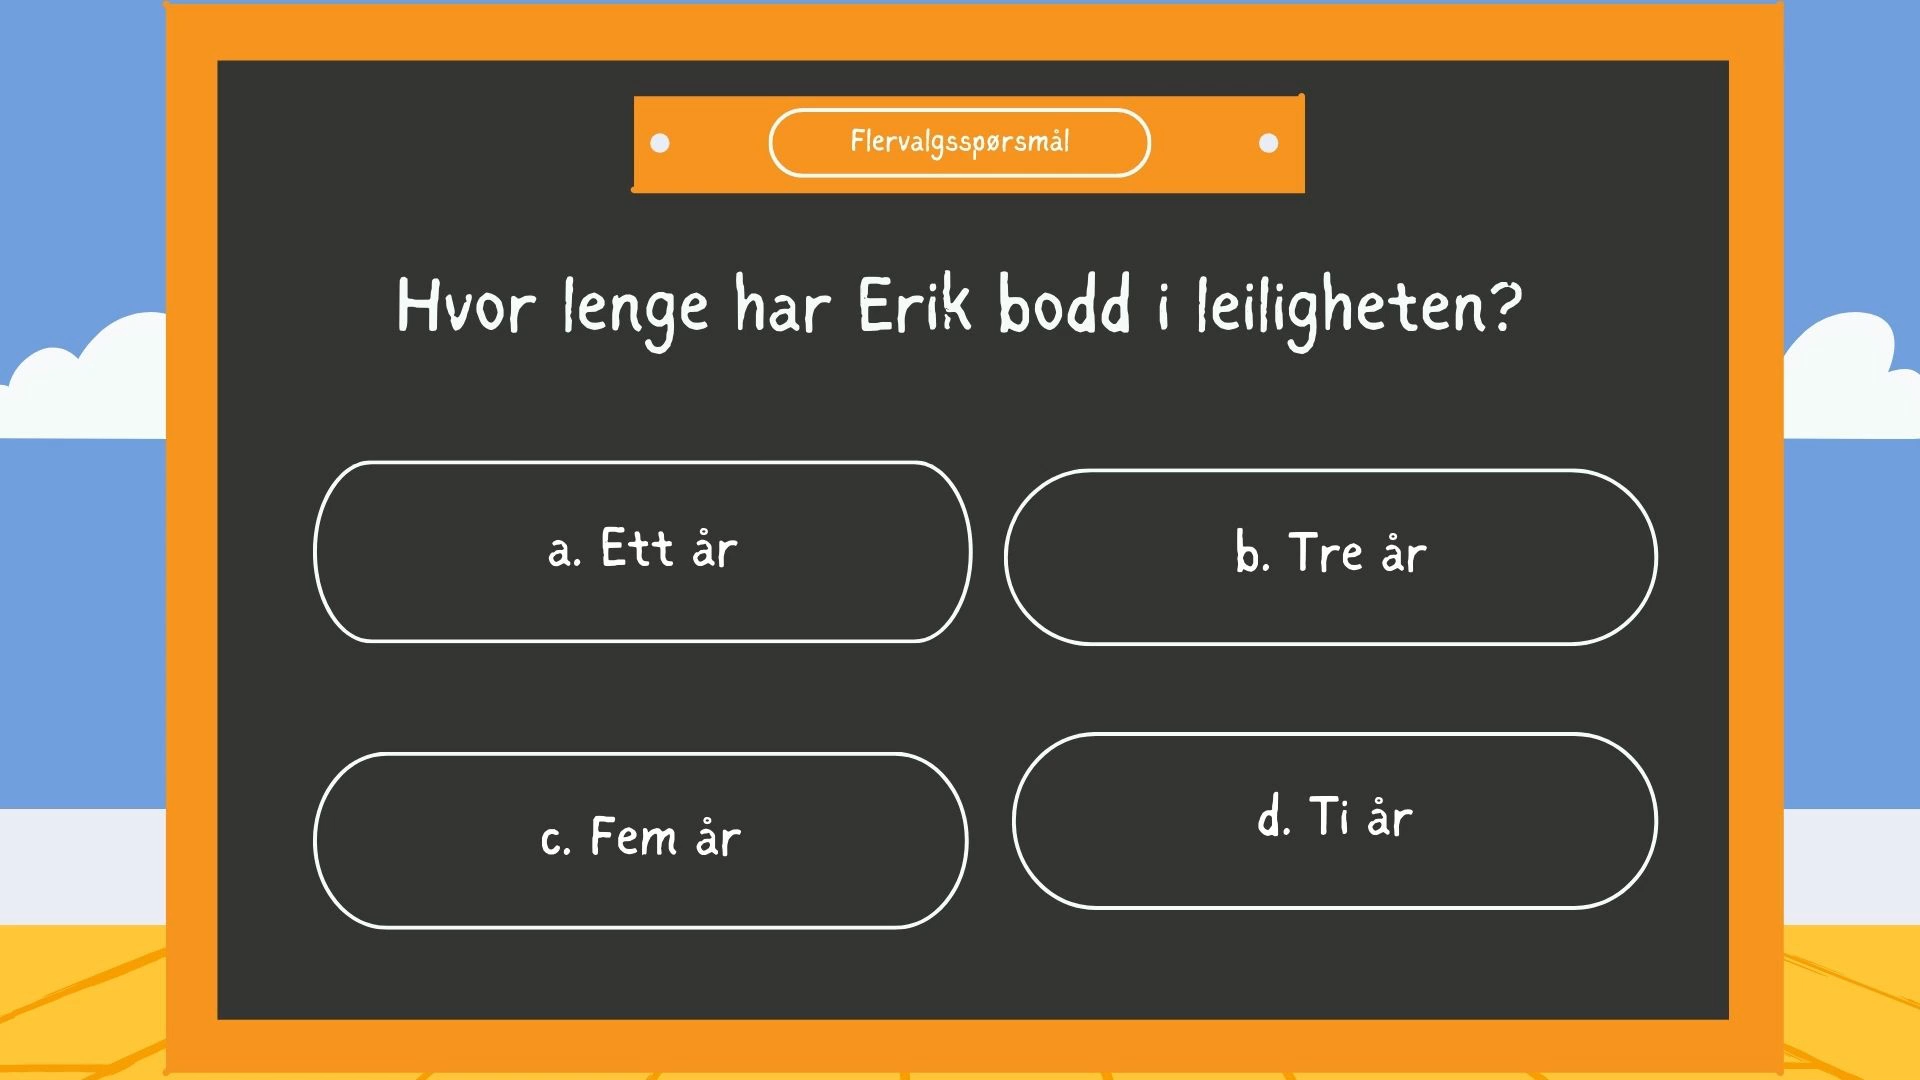 Flervalgsspørsmål
Hvor lenge har Erik bodd i leiligheten?
a. Ett år
b. Tre år
c. Fem år
d. Ti år